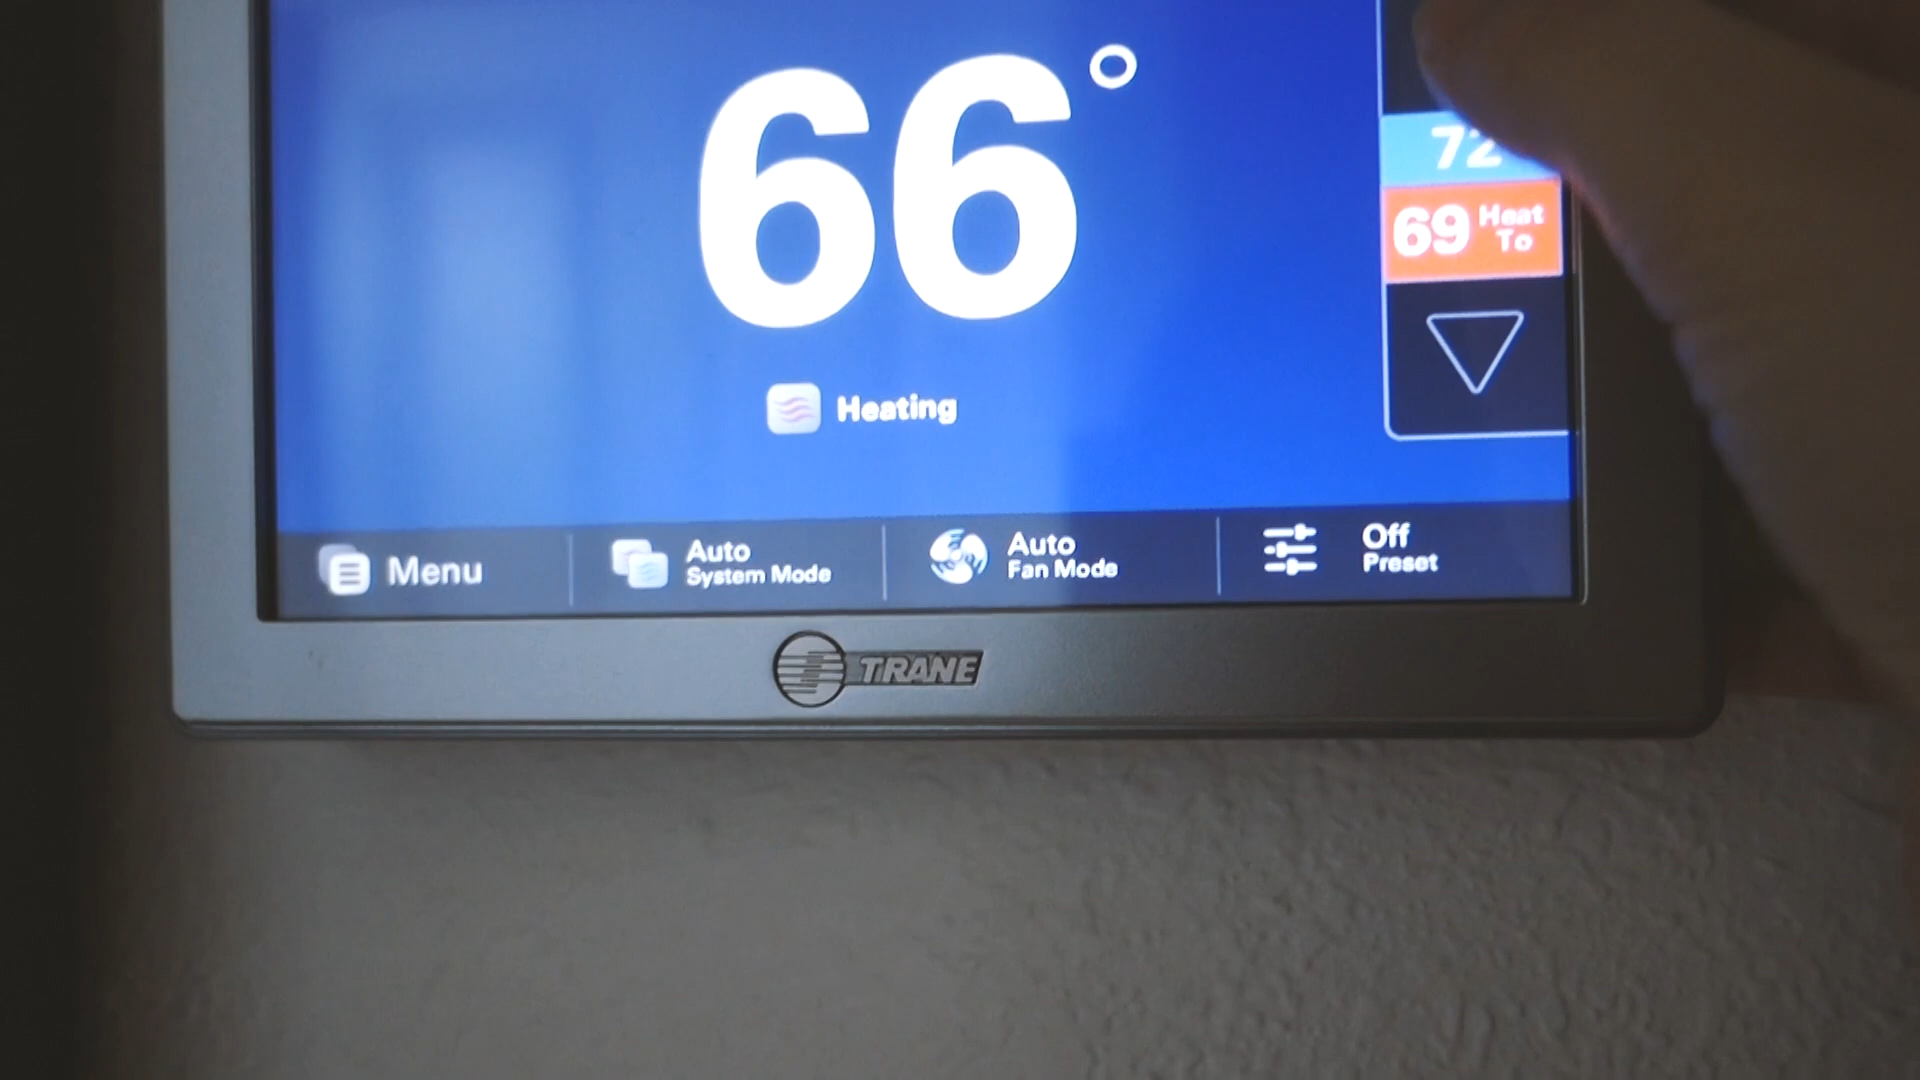 66°
72
69 Heat
To
Heating
Menu
Auto
System Mode
Auto
Fan Mode
Off
Preset
TRANE